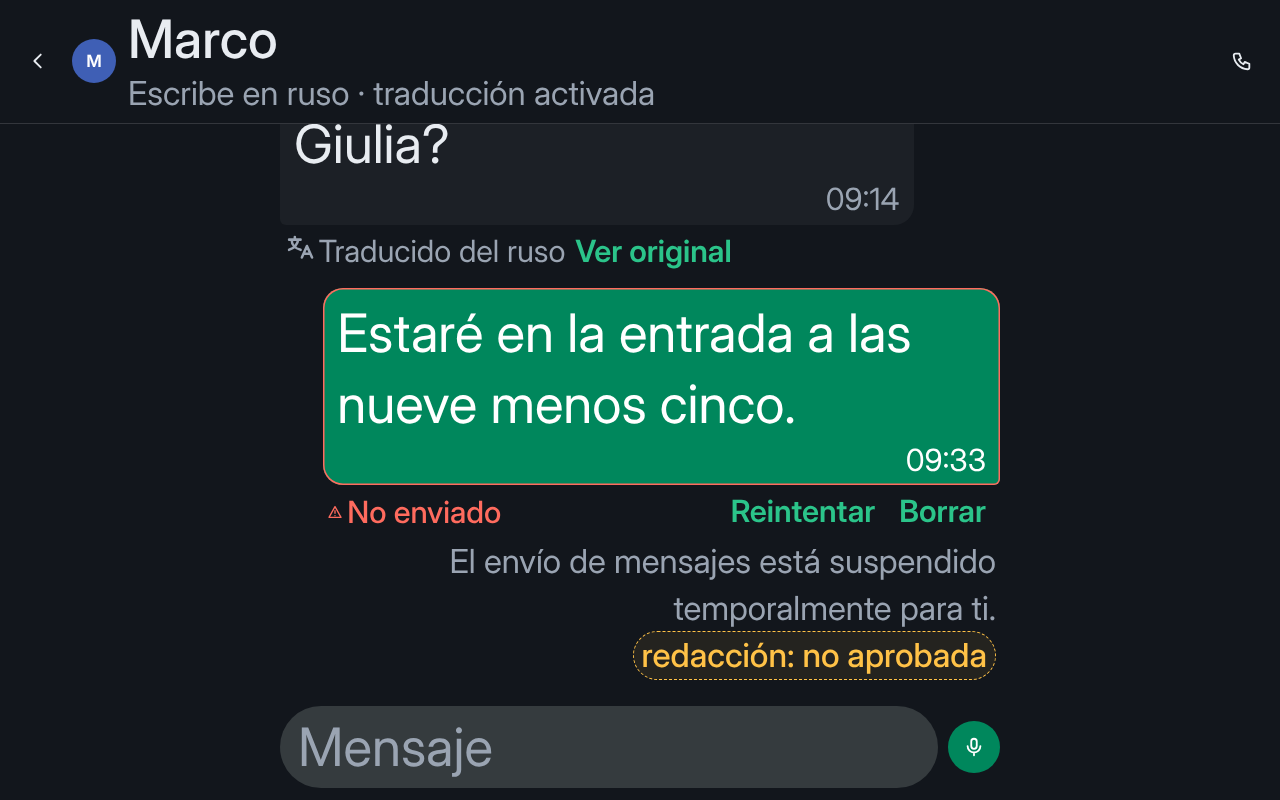 Marco
M
Escribe en ruso · traducción activada
Giulia?
09:14
Traducido del ruso Ver original
Estaré en la entrada a las
nueve menos cinco.
09:33
No enviado Reintentar Borrar
El envío de mensajes está suspendido
temporalmente para ti.
redacción: no aprobada
Mensaje